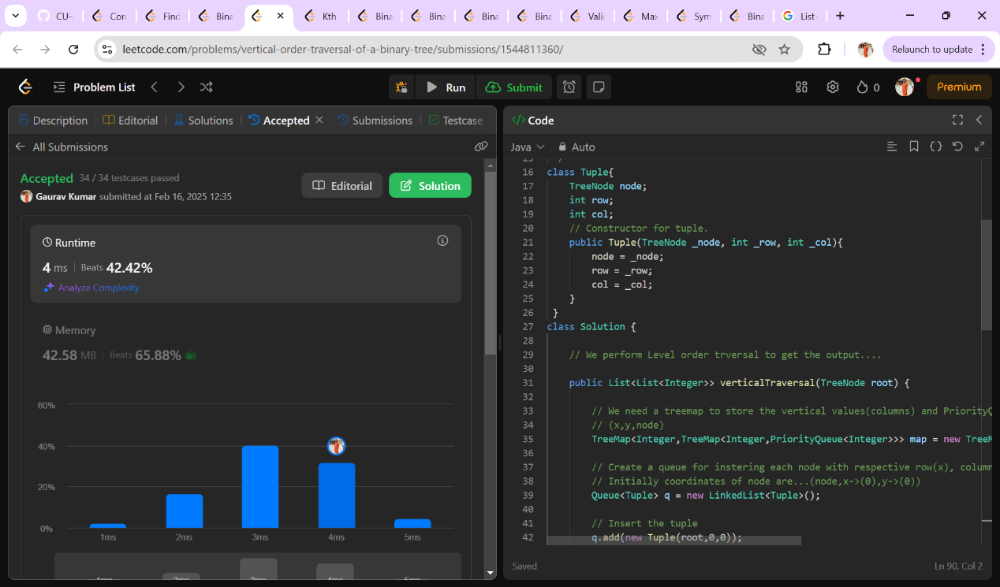 CU-
Con
Find
Bina
Kth
Bina
Bina
Bina
Bina
Valid
Max
Sym
Bina
List-
leetcode.com/problems/vertical-order-traversal-of-a-binary-tree/submissions/1544811360/
Relaunch to update
Problem List
Run
Submit
0
Premium
Description
Editorial
Solutions
Accepted
Submissions
Testcase
All Submissions
Accepted 34 / 34 testcases passed
Gaurav Kumar submitted at Feb 16, 2025 12:35
Editorial
Solution
Runtime
4 ms | Beats 42.42%
Analyze Complexity
Memory
42.58 MB | Beats 65.88%
60%
40%
20%
0%
1ms 2ms 3ms 4ms 5ms
1ms 2ms 3ms 4ms 5ms
</> Code
Java
Auto
16 class Tuple{
17 TreeNode node;
18 int row;
19 int col;
20 // Constructor for tuple.
21 public Tuple(TreeNode _node, int _row, int _col){
22 node = _node;
23 row = _row;
24 col = _col;
25 }
26 }
27 class Solution {
28
29 // We perform Level order trversal to get the output....
30
31 public List<List<Integer>> verticalTraversal(TreeNode root) {
32
33 // We need a treemap to store the vertical values(columns) and PriorityQ
34 // (x,y,node)
35 TreeMap<Integer,TreeMap<Integer,PriorityQueue<Integer>>> map = new TreeM
36
37 // Create a queue for instering each node with respective row(x), column
38 // Initially coordinates of node are...(node,x->(0),y->(0))
39 Queue<Tuple> q = new LinkedList<Tuple>();
40
41 // Insert the tuple
42 q.add(new Tuple(root,0,0));
Saved
Ln 90, Col 2